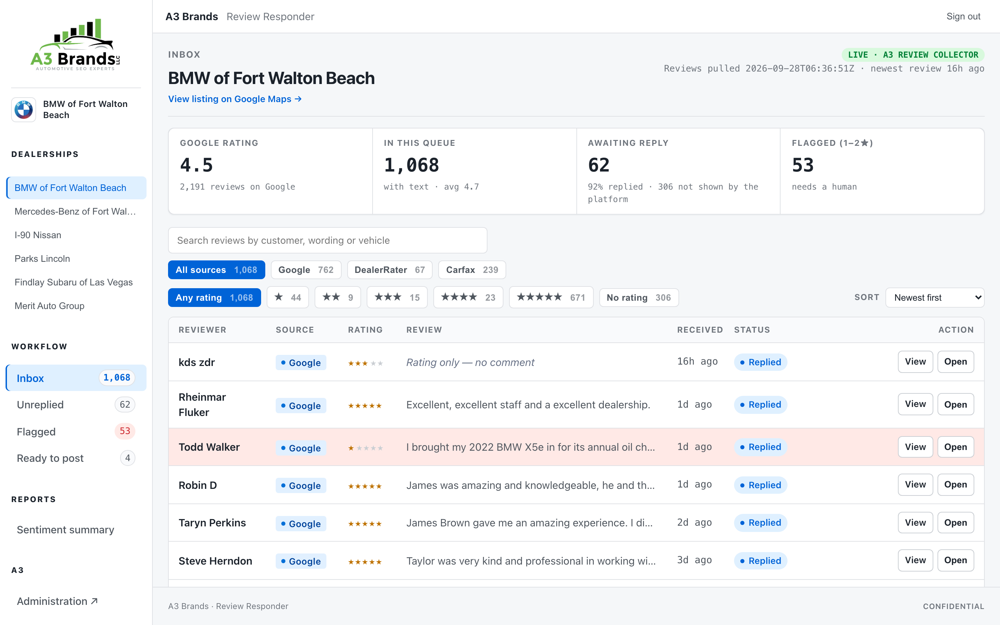 A3 Brands LLC
AUTOMOTIVE SEO EXPERTS
BMW
BMW of Fort Walton
Beach
DEALERSHIPS
BMW of Fort Walton Beach
Mercedes-Benz of Fort Wal…
I-90 Nissan
Parks Lincoln
Findlay Subaru of Las Vegas
Merit Auto Group
WORKFLOW
Inbox 1,068
Unreplied 62
Flagged 53
Ready to post 4
REPORTS
Sentiment summary
A3
Administration ↗
A3 Brands Review Responder
Sign out
INBOX
BMW of Fort Walton Beach
View listing on Google Maps →
LIVE · A3 REVIEW COLLECTOR
Reviews pulled 2026-09-28T06:36:51Z · newest review 16h ago
GOOGLE RATING
4.5
2,191 reviews on Google
IN THIS QUEUE
1,068
with text · avg 4.7
AWAITING REPLY
62
92% replied · 306 not shown by the
platform
FLAGGED (1–2★)
53
needs a human
Search reviews by customer, wording or vehicle
All sources 1,068 Google 762 DealerRater 67 Carfax 239
Any rating 1,068 ★ 44 ★★ 9 ★★★ 15 ★★★★ 23 ★★★★★ 671 No rating 306
SORT Newest first
REVIEWER SOURCE RATING REVIEW RECEIVED STATUS ACTION
kds zdr Google ★★★★★ Rating only — no comment 16h ago Replied View Open
Rheinmar
Fluker Google ★★★★★ Excellent, excellent staff and a excellent dealership. 1d ago Replied View Open
Todd Walker Google ★★★★★ I brought my 2022 BMW X5e in for its annual oil ch… 1d ago Replied View Open
Robin D Google ★★★★★ James was amazing and knowledgeable, he and th… 1d ago Replied View Open
Taryn Perkins Google ★★★★★ James Brown gave me an amazing experience. I di… 2d ago Replied View Open
Steve Herndon Google ★★★★★ Taylor was very kind and professional in working wi… 3d ago Replied View Open
A3 Brands · Review Responder
CONFIDENTIAL